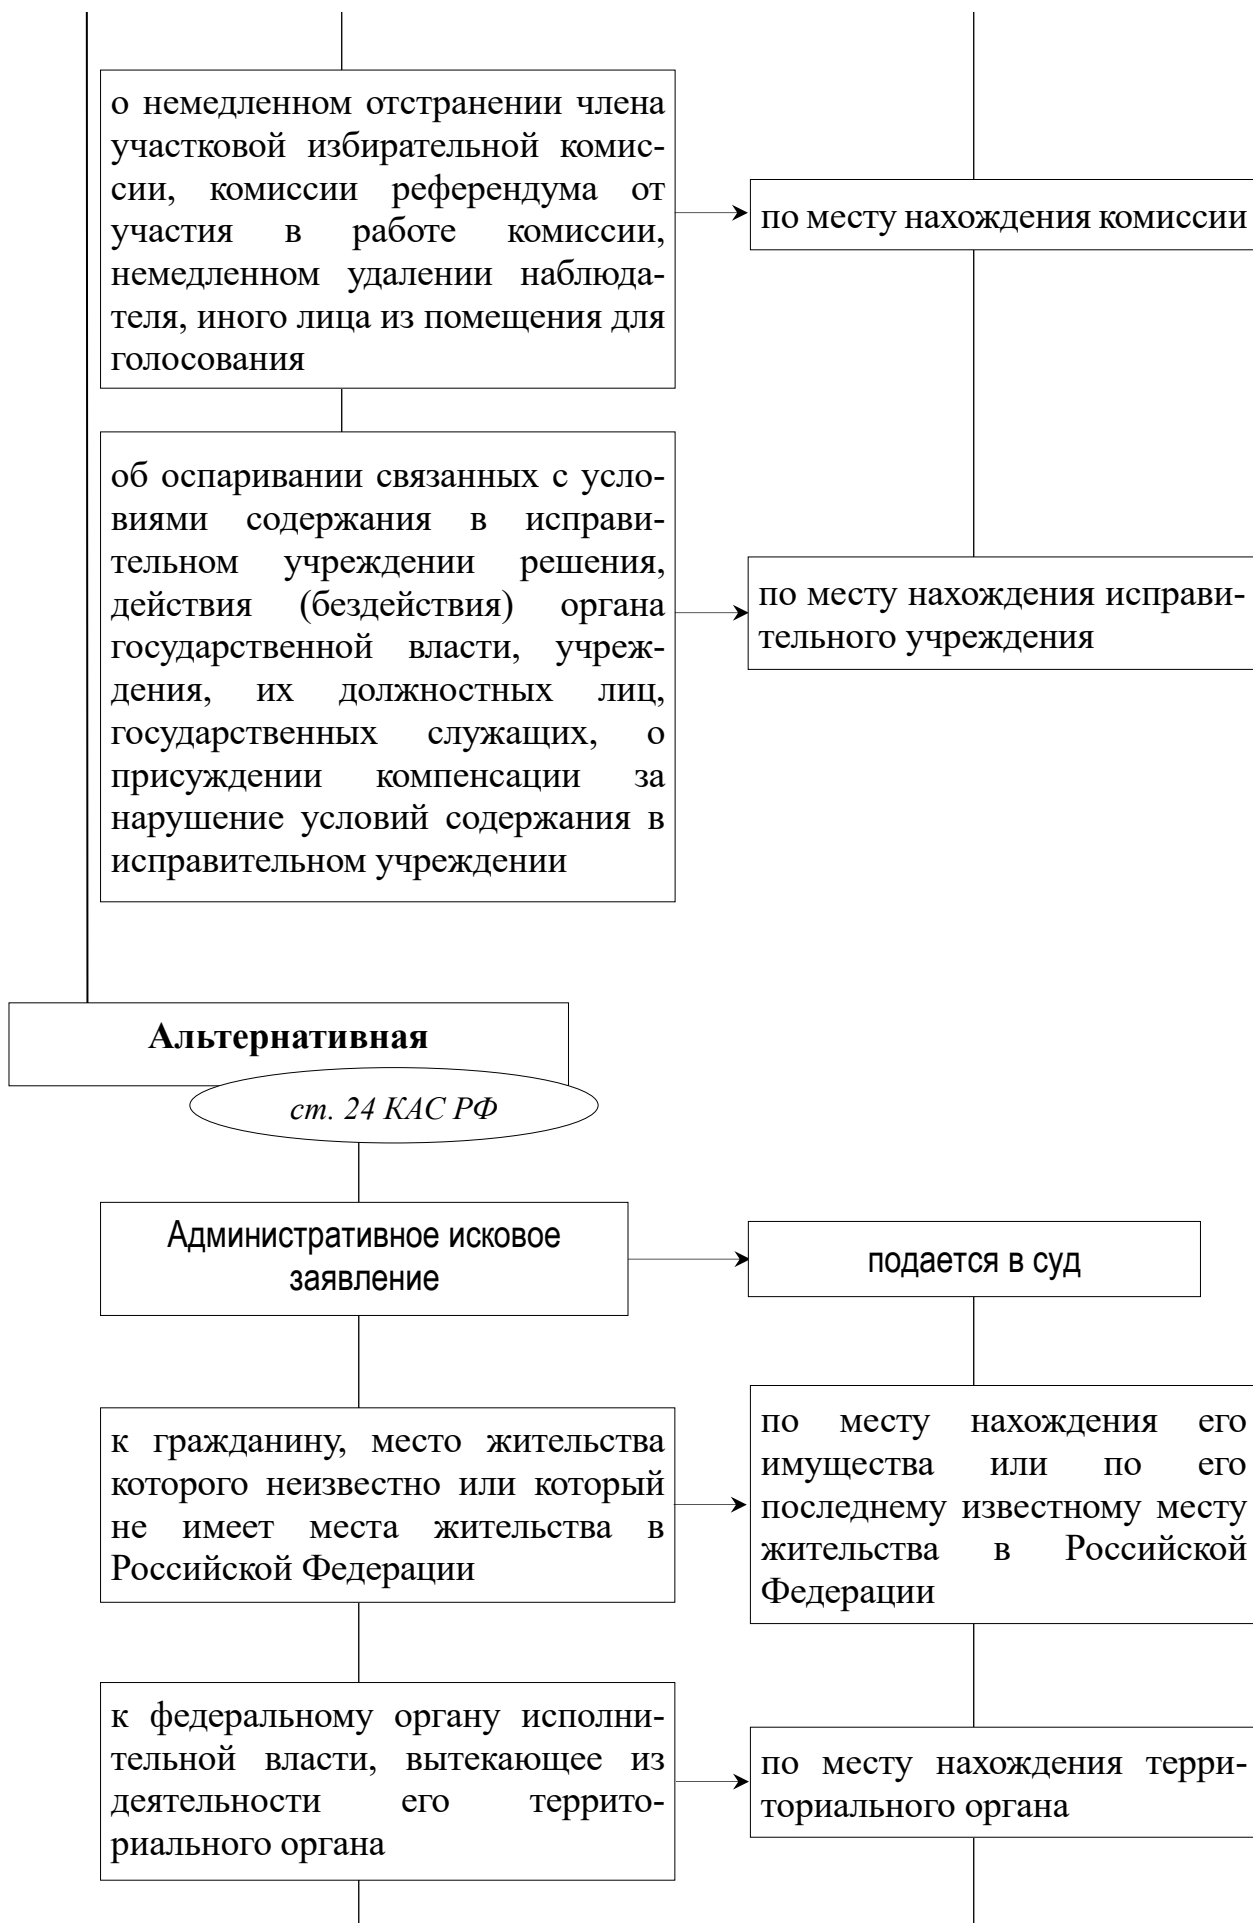 о немедленном отстранении члена
участковой избирательной комис-
сии, комиссии референдума от
участия в работе комиссии,
немедленном удалении наблюда-
теля, иного лица из помещения для
голосования
по месту нахождения комиссии
об оспаривании связанных с усло-
виями содержания в исправи-
тельном учреждении решения,
действия (бездействия) органа
государственной власти, учреж-
дения, их должностных лиц,
государственных служащих, о
присуждении компенсации за
нарушение условий содержания в
исправительном учреждении
по месту нахождения исправи-
тельного учреждения
Альтернативная
ст. 24 КАС РФ
Административное исковое
заявление
подается в суд
к гражданину, место жительства
которого неизвестно или который
не имеет места жительства в
Российской Федерации
по месту нахождения его
имущества или по его
последнему известному месту
жительства в Российской
Федерации
к федеральному органу исполни-
тельной власти, вытекающее из
деятельности его террито-
риального органа
по месту нахождения терри-
ториального органа